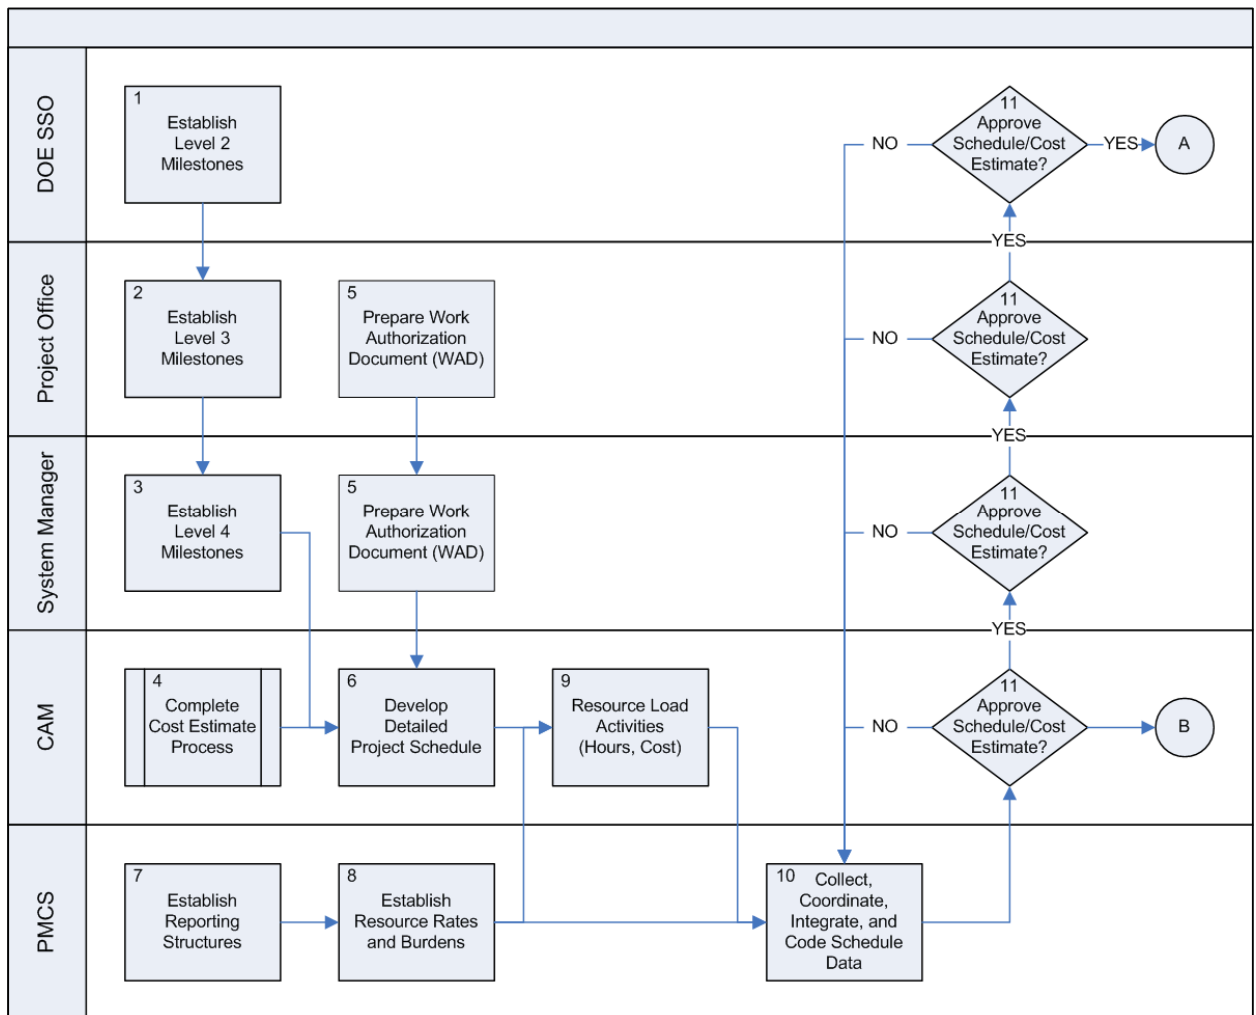 DOE SSO
1
Establish
Level 2
Milestones
NO
11
Approve
Schedule/Cost
Estimate?
YES
A
YES
Project Office
2
Establish
Level 3
Milestones
5
Prepare Work
Authorization
Document (WAD)
NO
11
Approve
Schedule/Cost
Estimate?
YES
System Manager
3
Establish
Level 4
Milestones
5
Prepare Work
Authorization
Document (WAD)
NO
11
Approve
Schedule/Cost
Estimate?
YES
CAM
4
Complete
Cost Estimate
Process
6
Develop
Detailed
Project Schedule
9
Resource Load
Activities
(Hours, Cost)
NO
11
Approve
Schedule/Cost
Estimate?
B
PMCS
7
Establish
Reporting
Structures
8
Establish
Resource Rates
and Burdens
10
Collect,
Coordinate,
Integrate, and
Code Schedule
Data